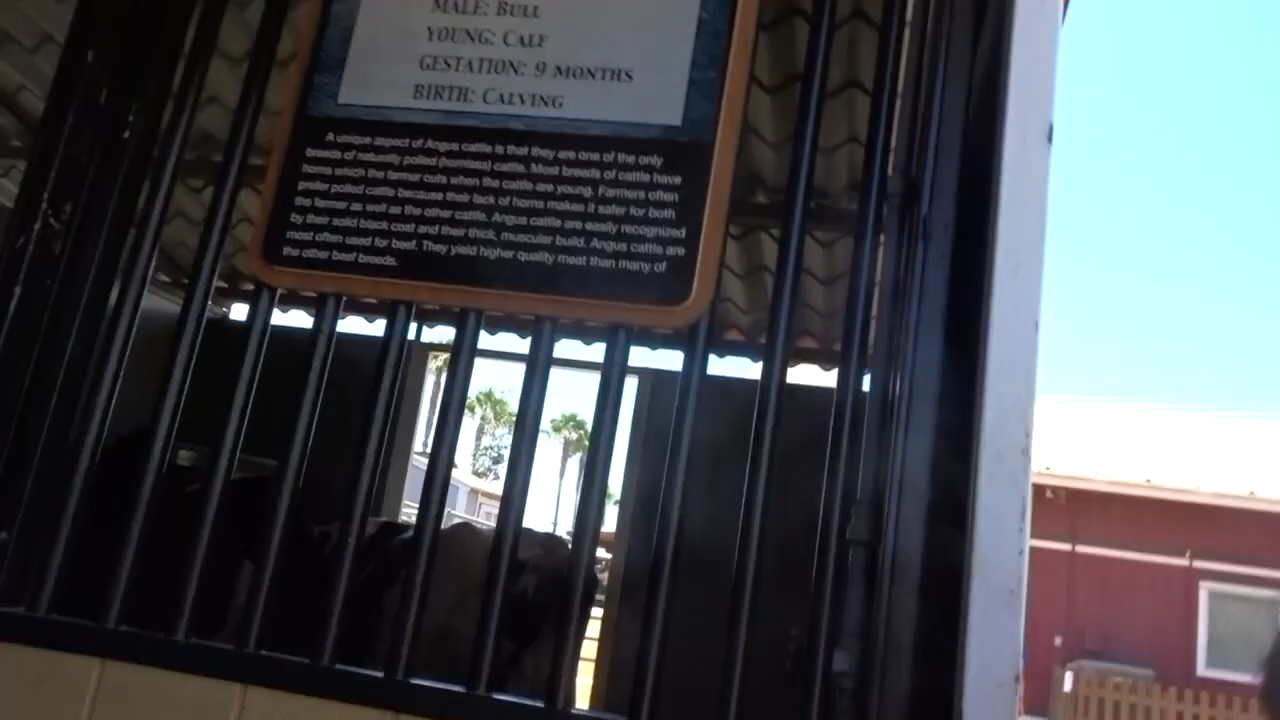 MALE: BULL
YOUNG: CALF
GESTATION: 9 MONTHS
BIRTH: CALVING
A unique aspect of Angus cattle is that they are one of the only
breeds of naturally polled (hornless) cattle. Most breeds of cattle have
horns which the farmer cuts when the cattle are young. Farmers often
prefer polled cattle because their lack of horns makes it safer for both
the farmer as well as the other cattle. Angus cattle are easily recognized
by their solid black coat and their thick, muscular build. Angus cattle are
most often used for beef. They yield higher quality meat than many of
the other beef breeds.